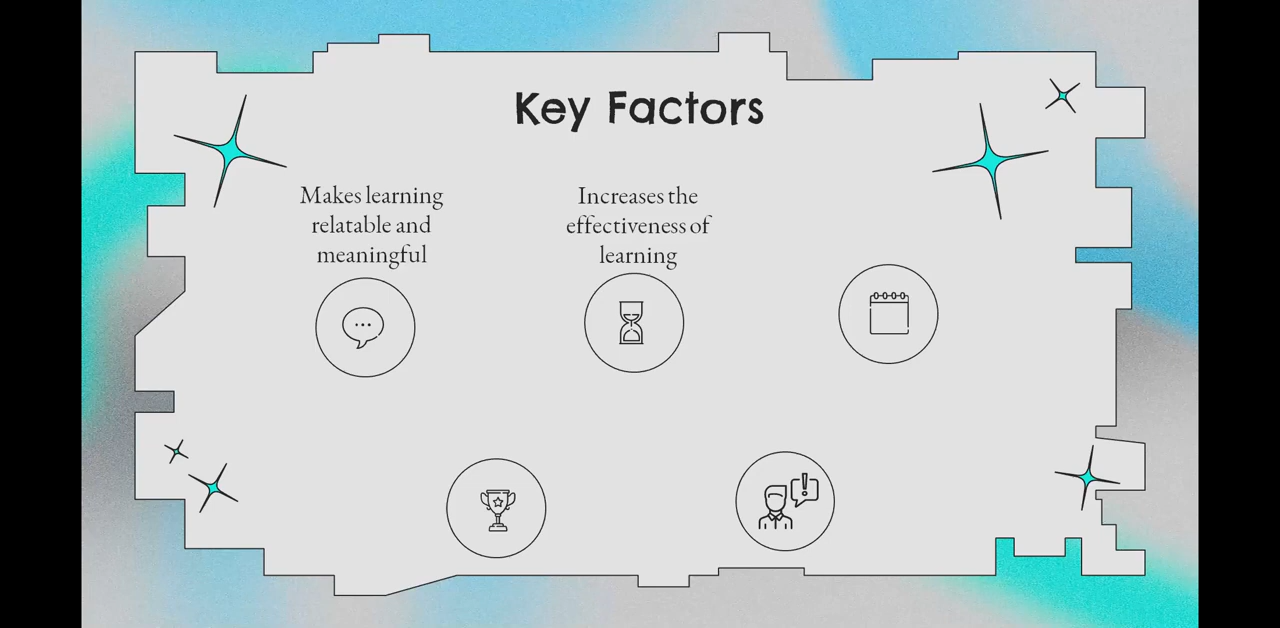 Key Factors
Makes learning
relatable and
meaningful
Increases the
effectiveness of
learning